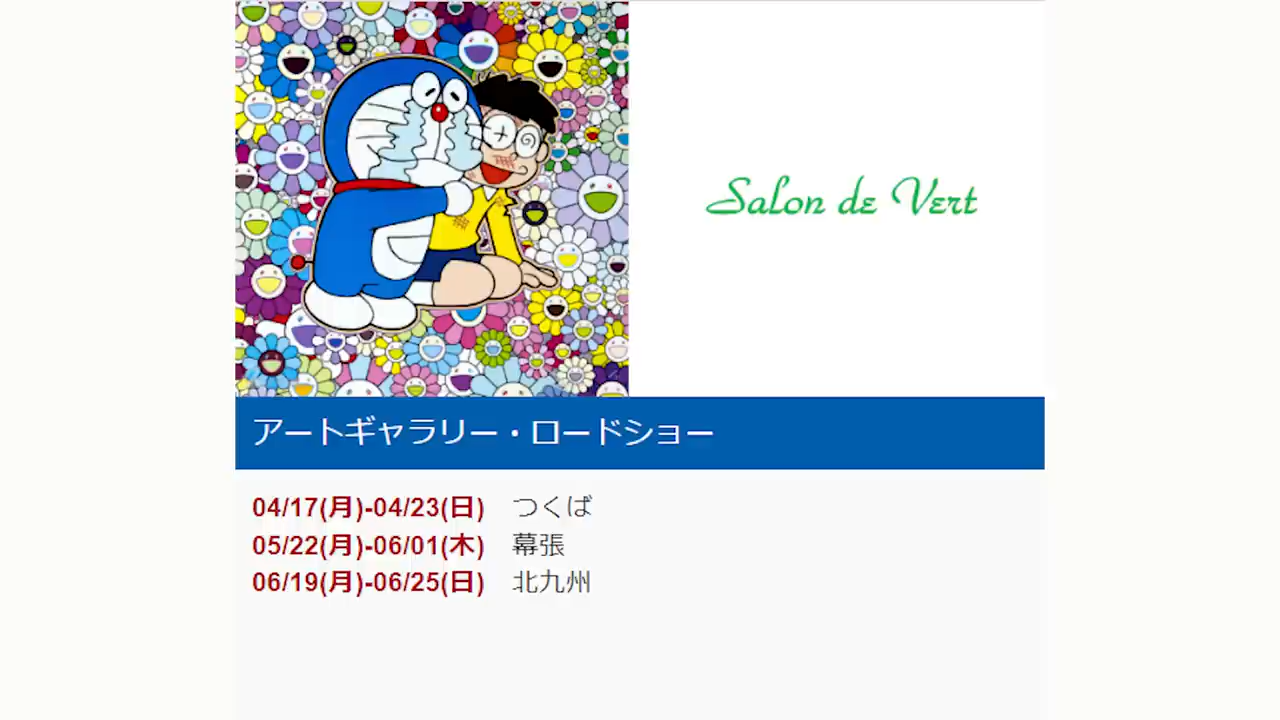 Salon de Vert
アートギャラリー・ロードショー
04/17(月)-04/23(日) つくば
05/22(月)-06/01(木) 幕張
06/19(月)-06/25(日) 北九州